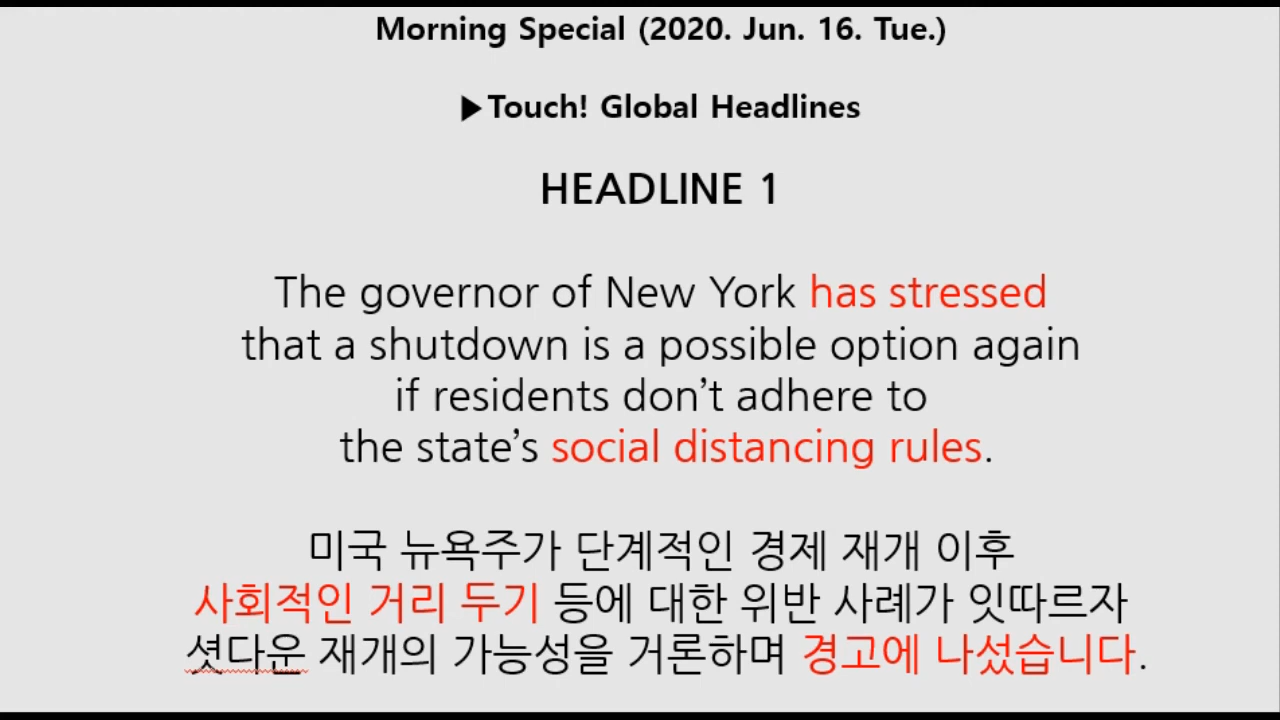 Morning Special (2020. Jun. 16. Tue.)
▶Touch! Global Headlines
HEADLINE 1
The governor of New York has stressed
that a shutdown is a possible option again
if residents don’t adhere to
the state’s social distancing rules.
미국 뉴욕주가 단계적인 경제 재개 이후
사회적인 거리 두기 등에 대한 위반 사례가 잇따르자
셧다운 재개의 가능성을 거론하며 경고에 나섰습니다.